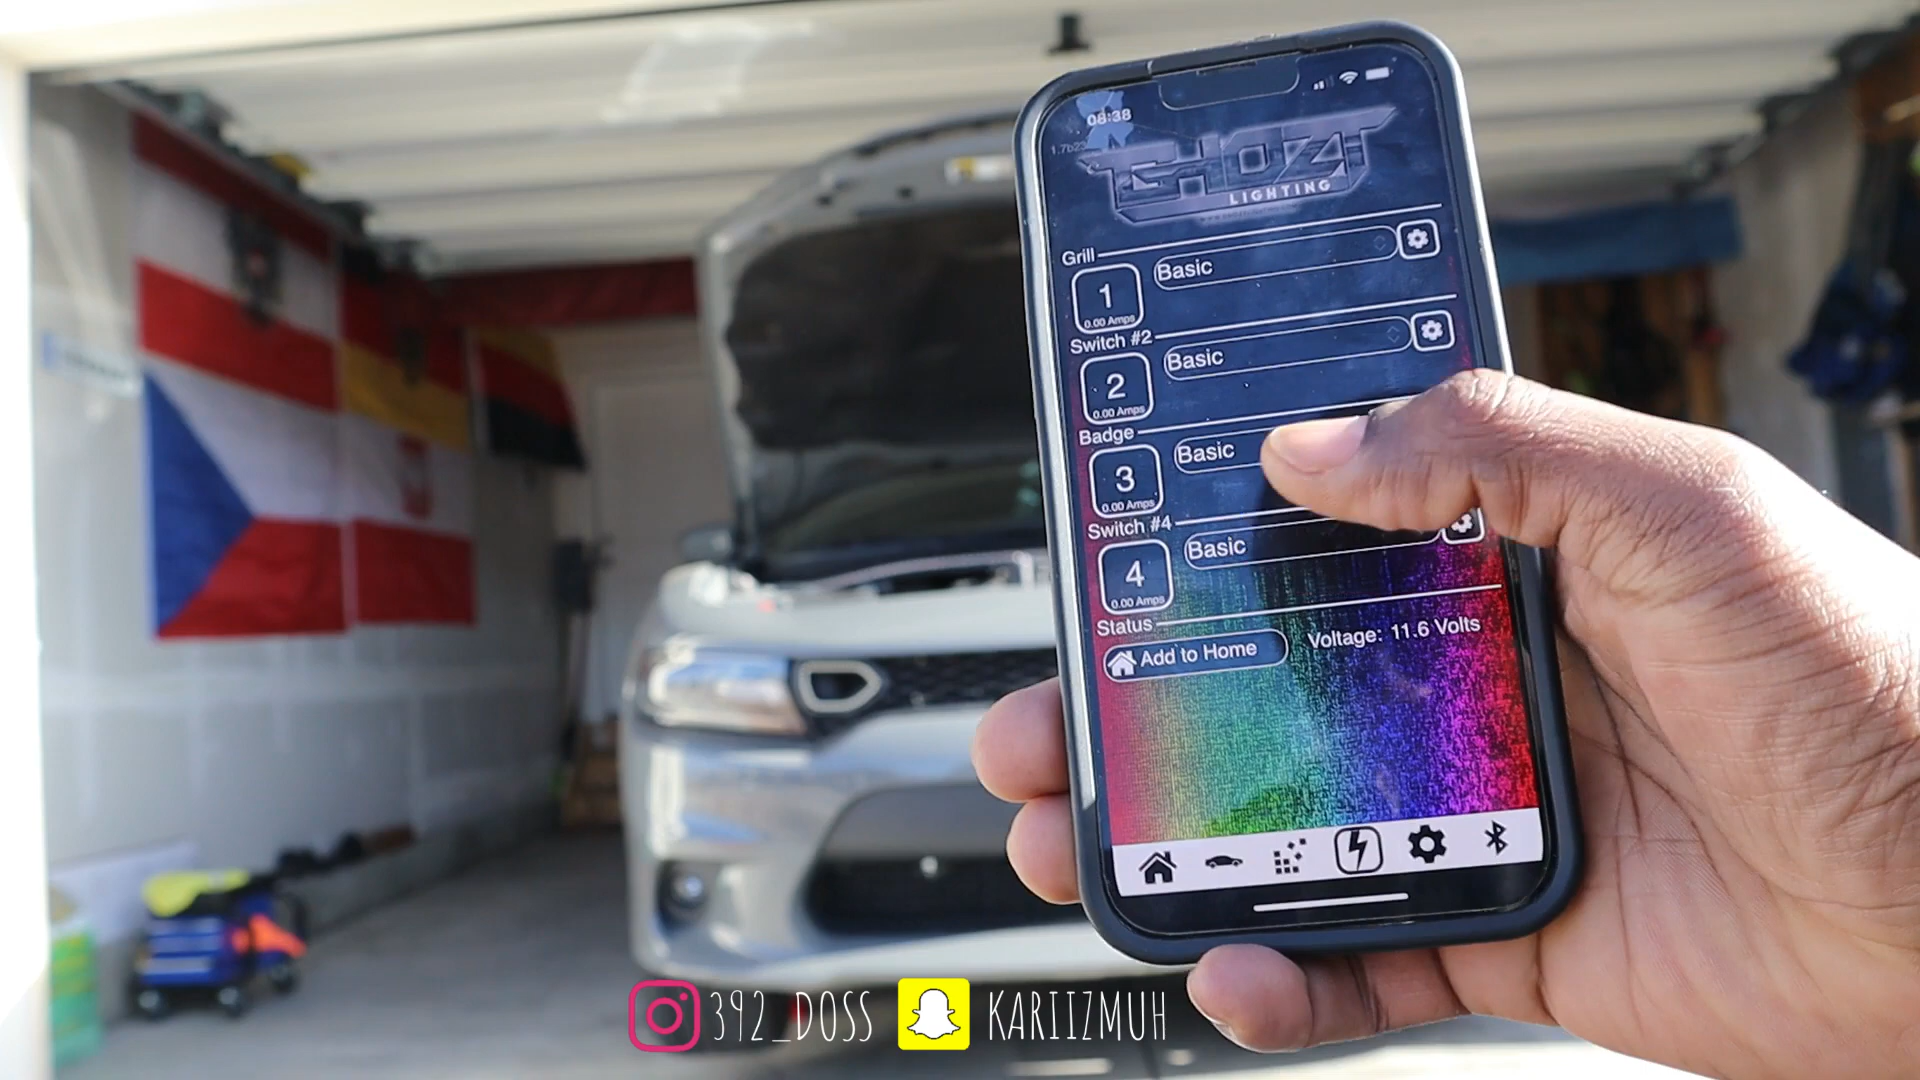 08:38
1.7b23
GHOZT
LIGHTING
Grill
1
0.00 Amps
Basic
Switch #2
2
0.00 Amps
Basic
Badge
3
0.00 Amps
Basic
Switch #4
4
0.00 Amps
Basic
Status
Add to Home
Voltage: 11.6 Volts
392_DOSS
KARIIZMUH